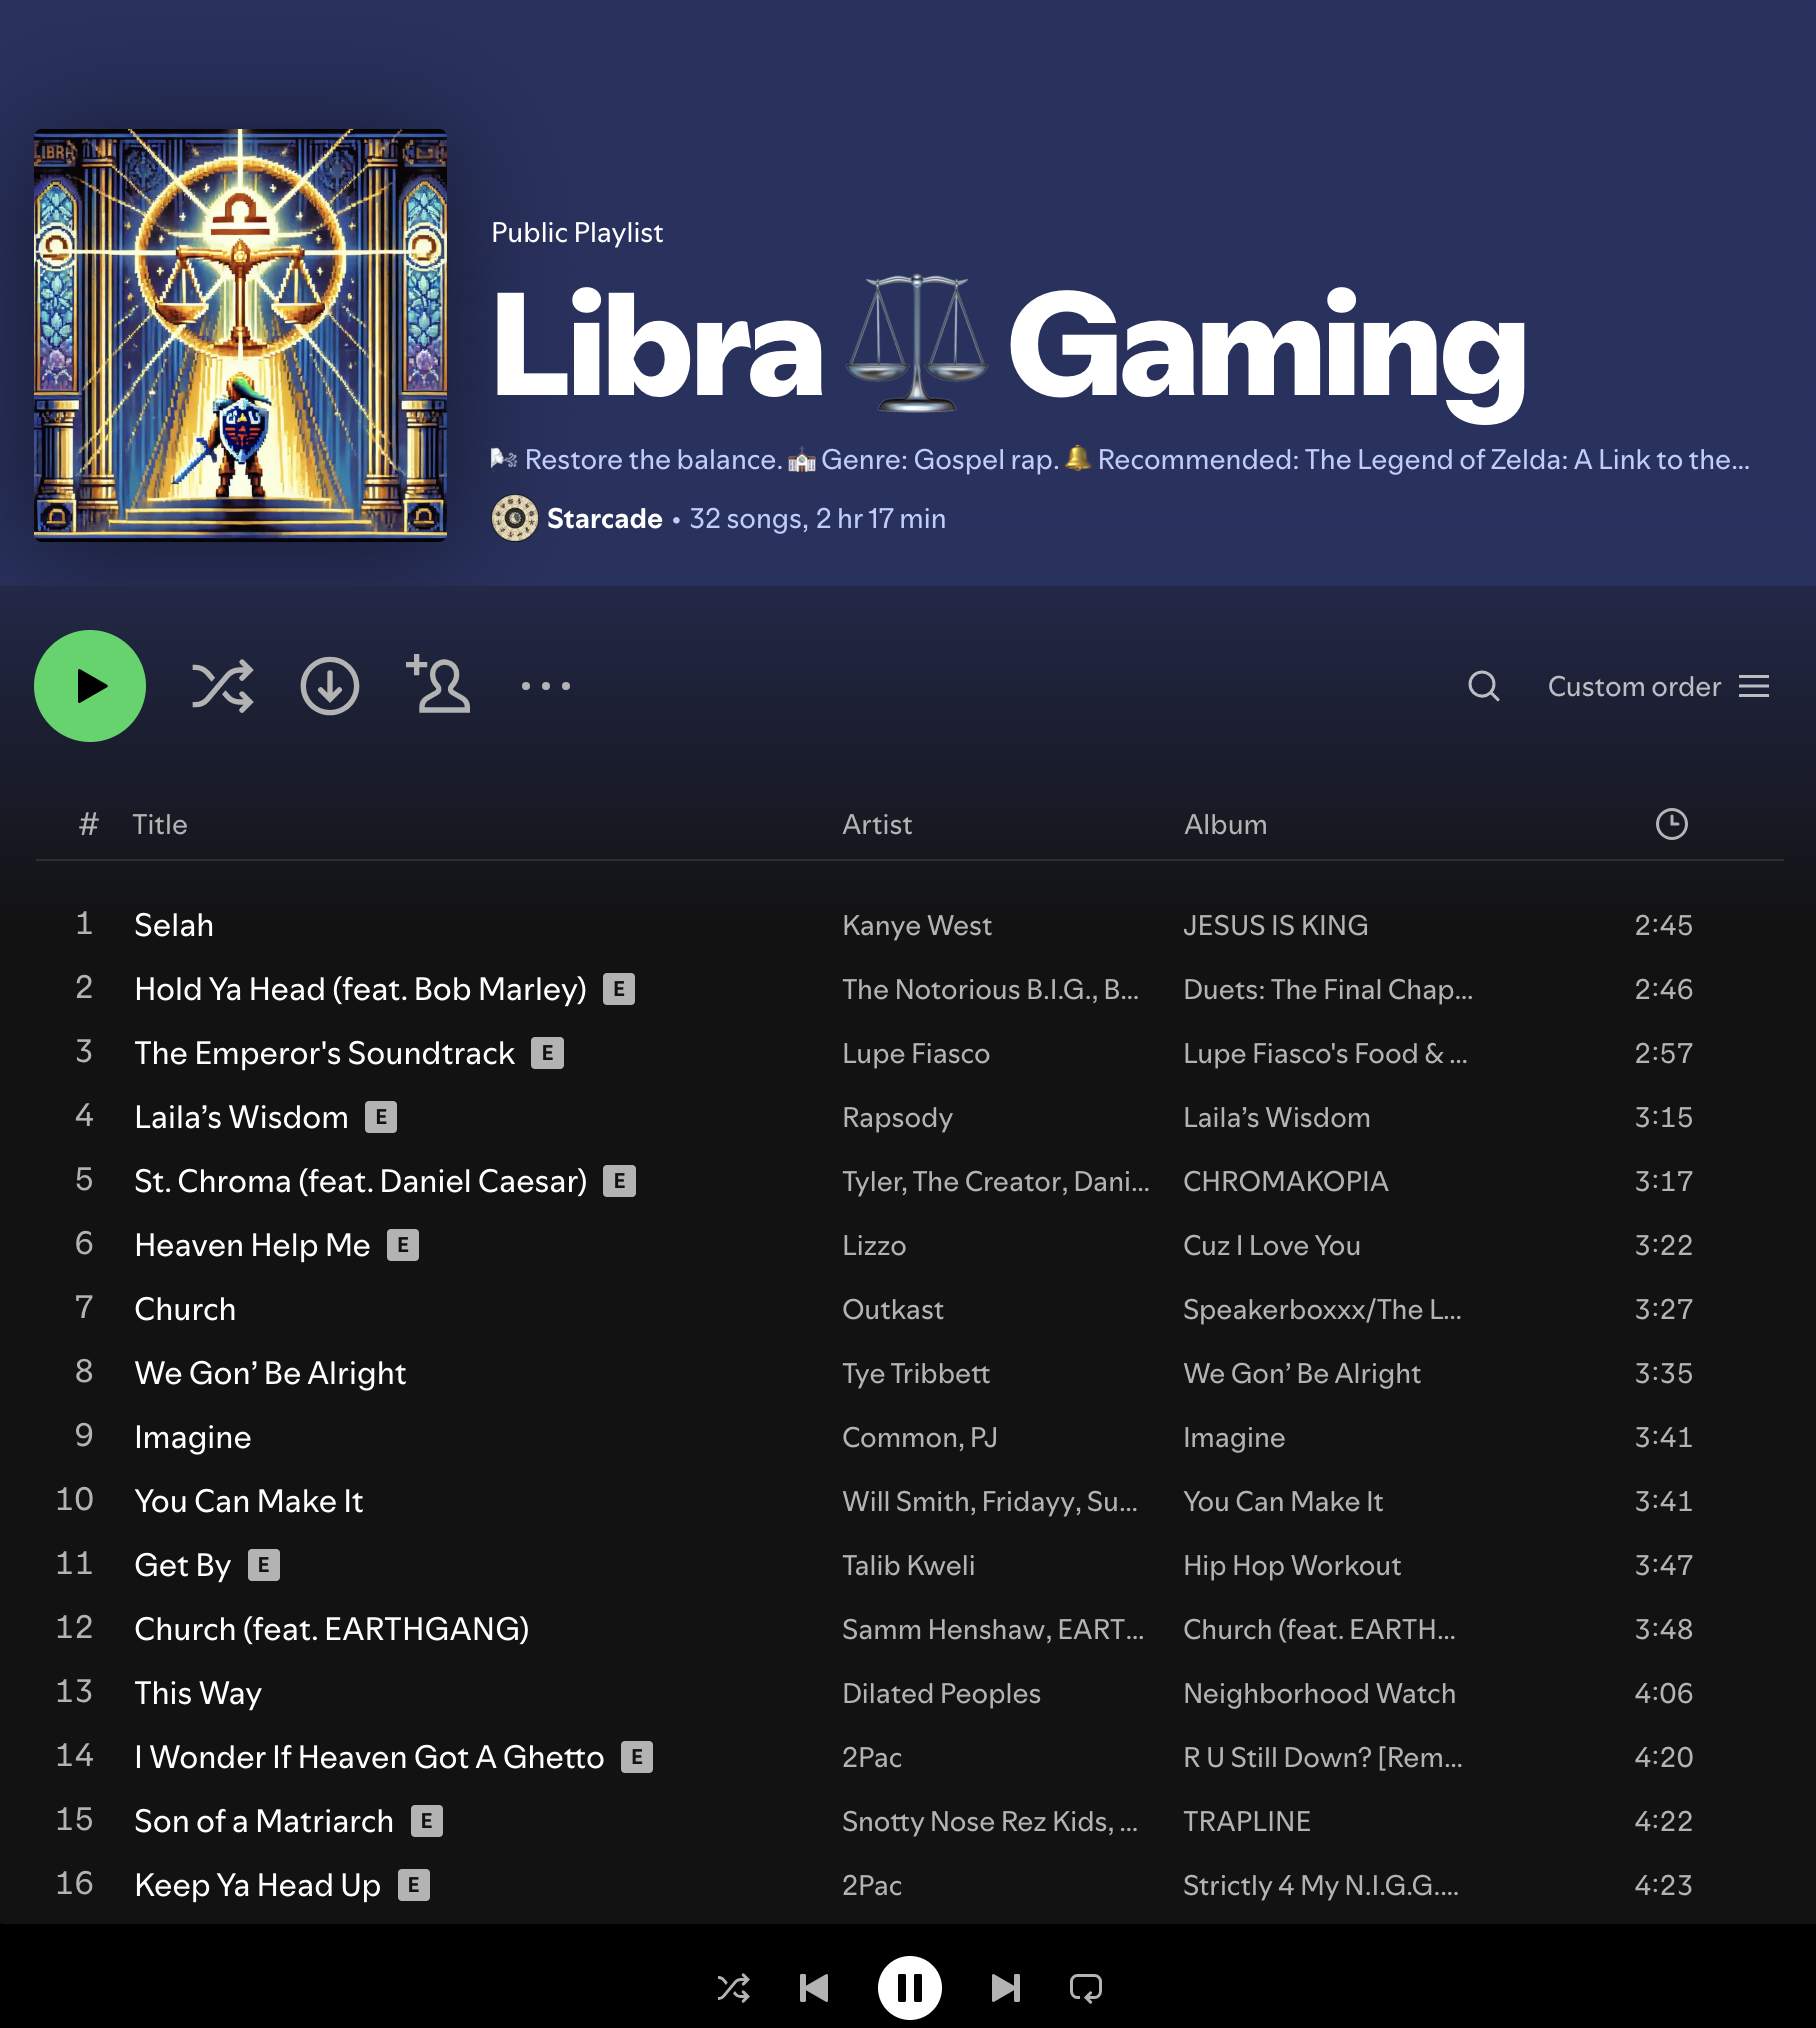 LIBRA
Public Playlist
Libra⚖️Gaming
🌬️ Restore the balance. 💒 Genre: Gospel rap. 🔔 Recommended: The Legend of Zelda: A Link to the...
Starcade • 32 songs, 2 hr 17 min
Custom order
# Title Artist Album
1 Selah Kanye West JESUS IS KING 2:45
2 Hold Ya Head (feat. Bob Marley) E The Notorious B.I.G., B... Duets: The Final Chap... 2:46
3 The Emperor's Soundtrack E Lupe Fiasco Lupe Fiasco's Food & ... 2:57
4 Laila’s Wisdom E Rapsody Laila’s Wisdom 3:15
5 St. Chroma (feat. Daniel Caesar) E Tyler, The Creator, Dani... CHROMAKOPIA 3:17
6 Heaven Help Me E Lizzo Cuz I Love You 3:22
7 Church Outkast Speakerboxxx/The L... 3:27
8 We Gon’ Be Alright Tye Tribbett We Gon’ Be Alright 3:35
9 Imagine Common, PJ Imagine 3:41
10 You Can Make It Will Smith, Fridayy, Su... You Can Make It 3:41
11 Get By E Talib Kweli Hip Hop Workout 3:47
12 Church (feat. EARTHGANG) Samm Henshaw, EART... Church (feat. EARTH... 3:48
13 This Way Dilated Peoples Neighborhood Watch 4:06
14 I Wonder If Heaven Got A Ghetto E 2Pac R U Still Down? [Rem... 4:20
15 Son of a Matriarch E Snotty Nose Rez Kids, ... TRAPLINE 4:22
16 Keep Ya Head Up E 2Pac Strictly 4 My N.I.G.G.... 4:23